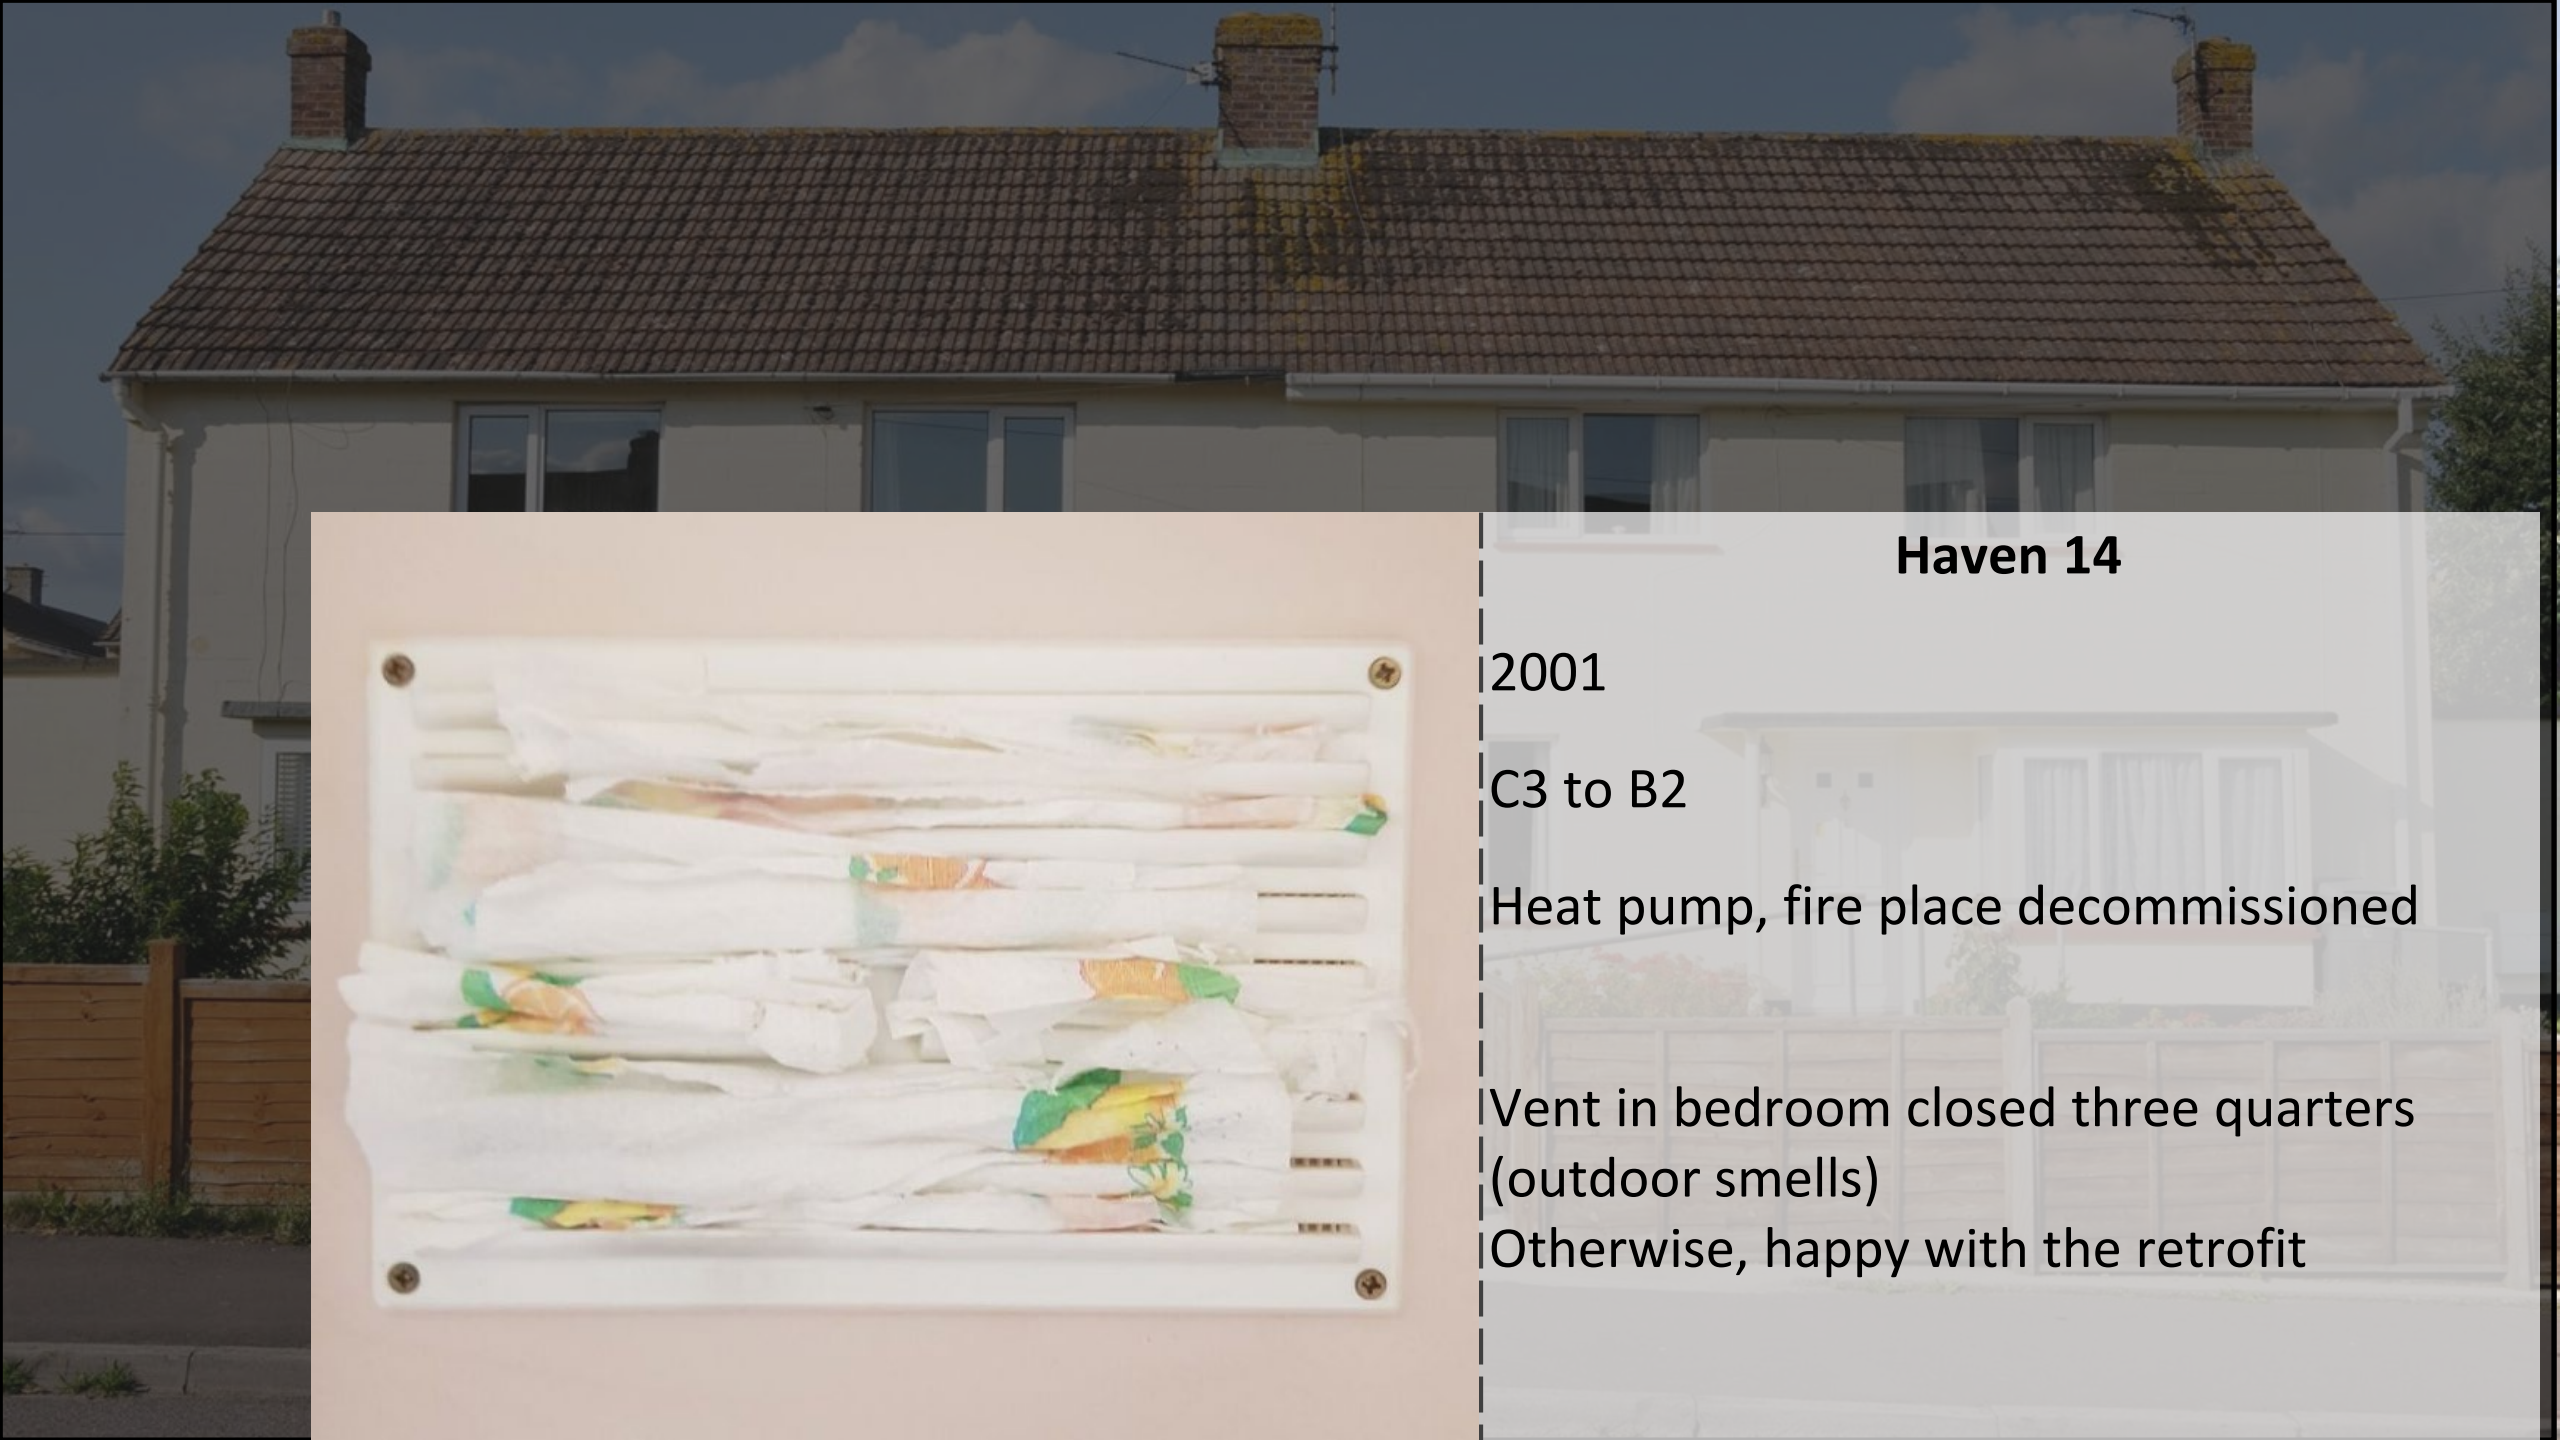 Haven 14
2001
C3 to B2
Heat pump, fire place decommissioned
Vent in bedroom closed three quarters
(outdoor smells)
Otherwise, happy with the retrofit